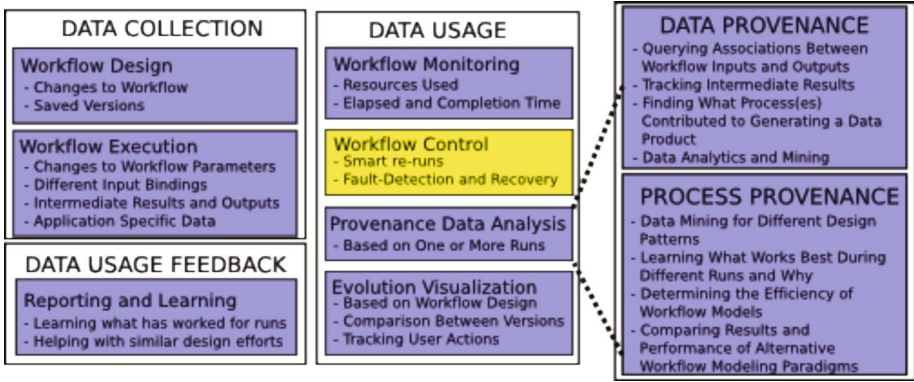 DATA COLLECTION
Workflow Design
- Changes to Workflow
- Saved Versions
Workflow Execution
- Changes to Workflow Parameters
- Different Input Bindings
- Intermediate Results and Outputs
- Application Specific Data
DATA USAGE FEEDBACK
Reporting and Learning
- Learning what has worked for runs
- Helping with similar design efforts
DATA USAGE
Workflow Monitoring
- Resources Used
- Elapsed and Completion Time
Workflow Control
- Smart re-runs
- Fault-Detection and Recovery
Provenance Data Analysis
- Based on One or More Runs
Evolution Visualization
- Based on Workflow Design
- Comparison Between Versions
- Tracking User Actions
DATA PROVENANCE
- Querying Associations Between
Workflow Inputs and Outputs
- Tracking Intermediate Results
- Finding What Process(es)
Contributed to Generating a Data
Product
- Data Analytics and Mining
PROCESS PROVENANCE
- Data Mining for Different Design
Patterns
- Learning What Works Best During
Different Runs and Why
- Determining the Efficiency of
Workflow Models
- Comparing Results and
Performance of Alternative
Workflow Modeling Paradigms